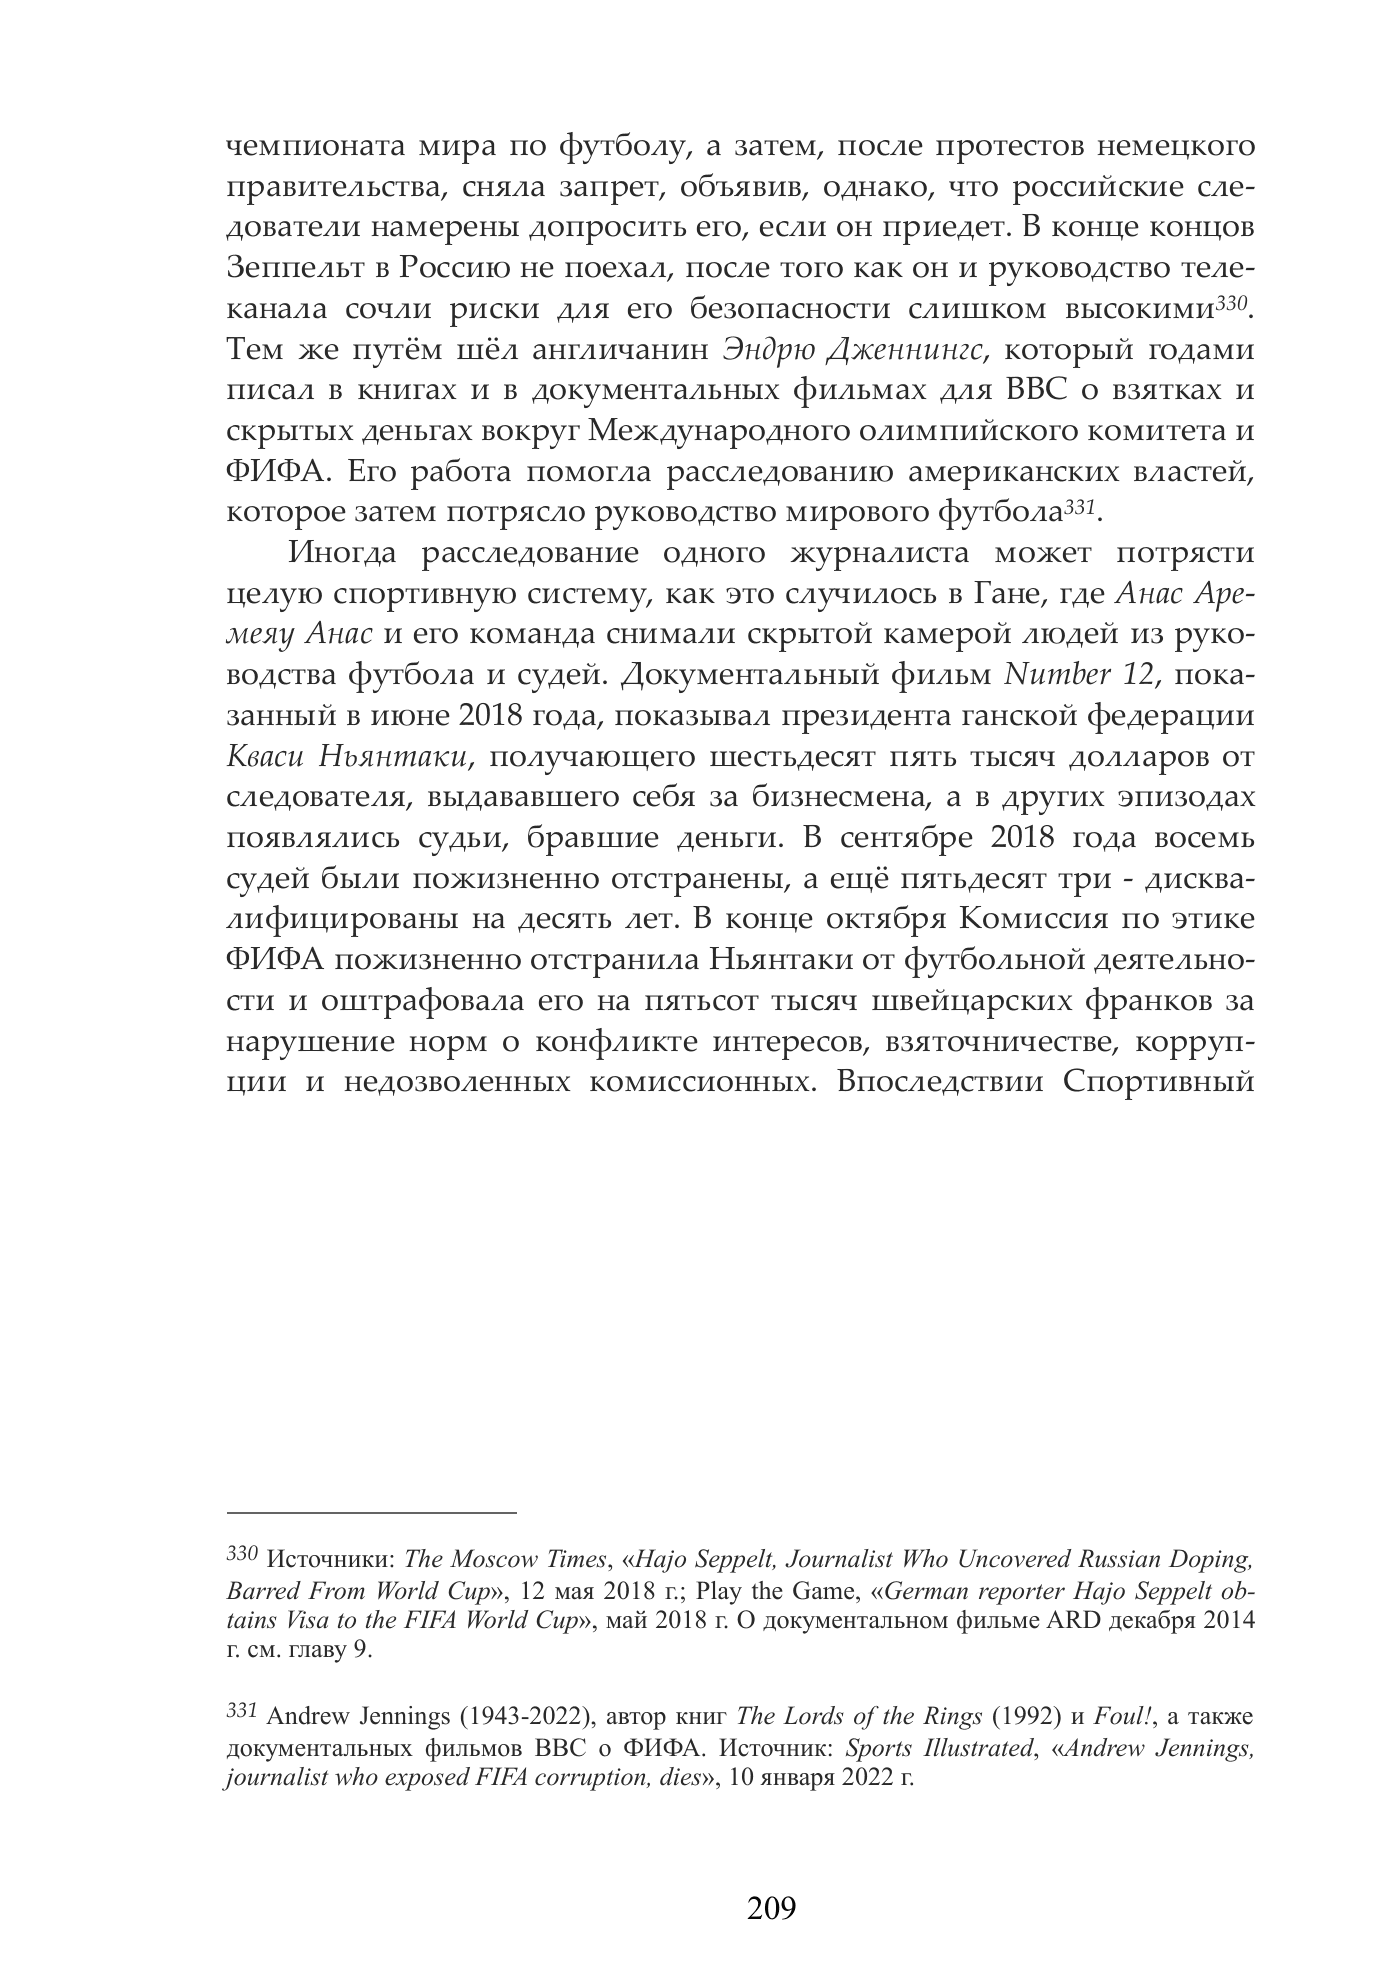 чемпионата мира по футболу, а затем, после протестов немецкого
правительства, сняла запрет, объявив, однако, что российские сле-
дователи намерены допросить его, если он приедет. В конце концов
Зеппельт в Россию не поехал, после того как он и руководство теле-
канала сочли риски для его безопасности слишком высокими330.
Тем же путём шёл англичанин Эндрю Дженнингс, который годами
писал в книгах и в документальных фильмах для BBC о взятках и
скрытых деньгах вокруг Международного олимпийского комитета и
ФИФА. Его работа помогла расследованию американских властей,
которое затем потрясло руководство мирового футбола331.
Иногда расследование одного журналиста может потрясти
целую спортивную систему, как это случилось в Гане, где Анас Аре-
меяу Анас и его команда снимали скрытой камерой людей из руко-
водства футбола и судей. Документальный фильм Number 12, пока-
занный в июне 2018 года, показывал президента ганской федерации
Кваси Ньянтаки, получающего шестьдесят пять тысяч долларов от
следователя, выдававшего себя за бизнесмена, а в других эпизодах
появлялись судьи, бравшие деньги. В сентябре 2018 года восемь
судей были пожизненно отстранены, а ещё пятьдесят три - дисква-
лифицированы на десять лет. В конце октября Комиссия по этике
ФИФА пожизненно отстранила Ньянтаки от футбольной деятельно-
сти и оштрафовала его на пятьсот тысяч швейцарских франков за
нарушение норм о конфликте интересов, взяточничестве, корруп-
ции и недозволенных комиссионных. Впоследствии Спортивный
330 Источники: The Moscow Times, «Hajo Seppelt, Journalist Who Uncovered Russian Doping,
Barred From World Cup», 12 мая 2018 г.; Play the Game, «German reporter Hajo Seppelt ob-
tains Visa to the FIFA World Cup», май 2018 г. О документальном фильме ARD декабря 2014
г. см. главу 9.
331 Andrew Jennings (1943-2022), автор книг The Lords of the Rings (1992) и Foul!, а также
документальных фильмов BBC о ФИФА. Источник: Sports Illustrated, «Andrew Jennings,
journalist who exposed FIFA corruption, dies», 10 января 2022 г.
209